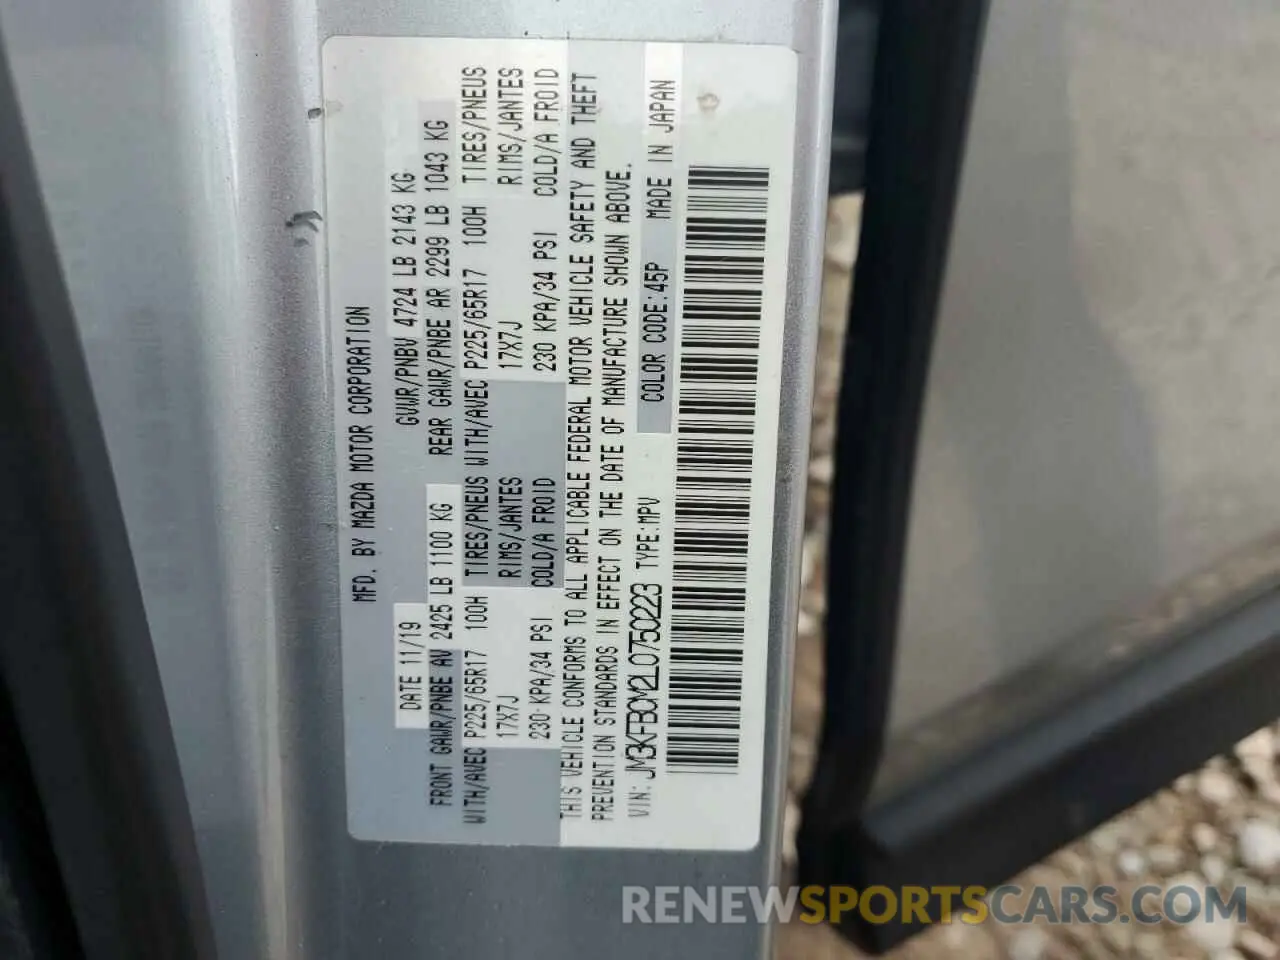 MFD. BY MAZDA MOTOR CORPORATION
DATE 11/19 GVWR/PNBV 4724 LB 2143 KG
FRONT GAWR/PNBE AV 2425 LB 1100 KG REAR GAWR/PNBE AR 2299 LB 1043 KG
WITH/AVEC P225/65R17 100H TIRES/PNEUS WITH/AVEC P225/65R17 100H TIRES/PNEUS
17X7J RIMS/JANTES 17X7J RIMS/JANTES
230 KPA/34 PSI COLD/A FROID 230 KPA/34 PSI COLD/A FROID
THIS VEHICLE CONFORMS TO ALL APPLICABLE FEDERAL MOTOR VEHICLE SAFETY AND THEFT
PREVENTION STANDARDS IN EFFECT ON THE DATE OF MANUFACTURE SHOWN ABOVE.
VIN: JM3KFBCM2L0750223 TYPE:MPV COLOR CODE:45P MADE IN JAPAN
RENEWSPORTSCARS.COM